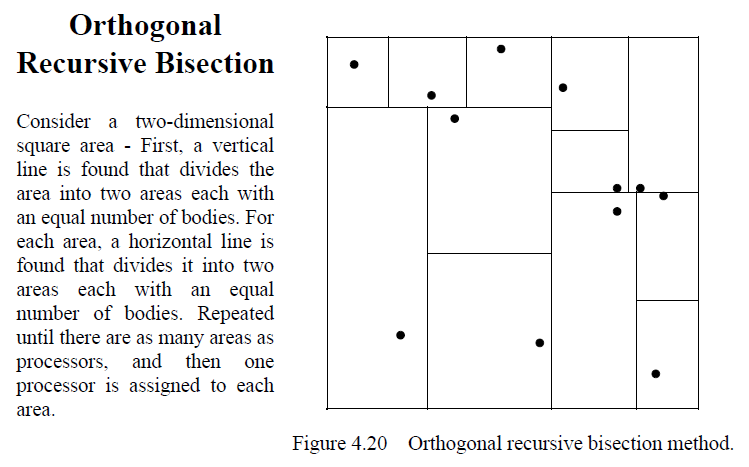 Orthogonal
Recursive Bisection
Consider a two-dimensional
square area - First, a vertical
line is found that divides the
area into two areas each with
an equal number of bodies. For
each area, a horizontal line is
found that divides it into two
areas each with an equal
number of bodies. Repeated
until there are as many areas as
processors, and then one
processor is assigned to each
area.
Figure 4.20 Orthogonal recursive bisection method.